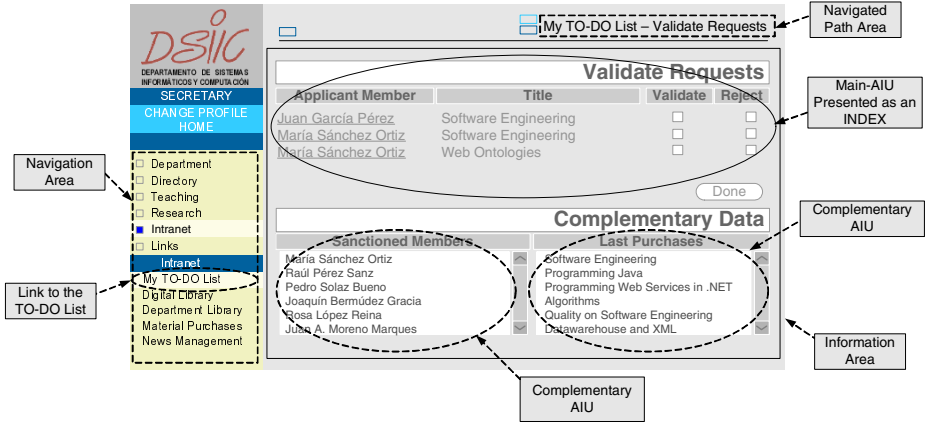 DSIC
DEPARTAMENTO DE SISTEMAS
INFORMÁTICOS Y COMPUTACIÓN
SECRETARY
CHANGE PROFILE
HOME
Department
Directory
Teaching
Research
Intranet
Links
Intranet
My TO-DO List
Digital Library
Department Library
Material Purchases
News Management
My TO-DO List – Validate Requests
Validate Requests
Applicant Member Title Validate Reject
Juan García Pérez Software Engineering
María Sánchez Ortiz Software Engineering
María Sánchez Ortiz Web Ontologies
Done
Complementary Data
Sanctioned Members
María Sánchez Ortiz
Raúl Pérez Sanz
Pedro Solaz Bueno
Joaquín Bermúdez Gracia
Rosa López Reina
Juan A. Moreno Marques
Last Purchases
Software Engineering
Programming Java
Programming Web Services in .NET
Algorithms
Quality on Software Engineering
Datawarehouse and XML
Navigation
Area
Link to the
TO-DO List
Navigated
Path Area
Main-AIU
Presented as an
INDEX
Complementary
AIU
Information
Area
Complementary
AIU